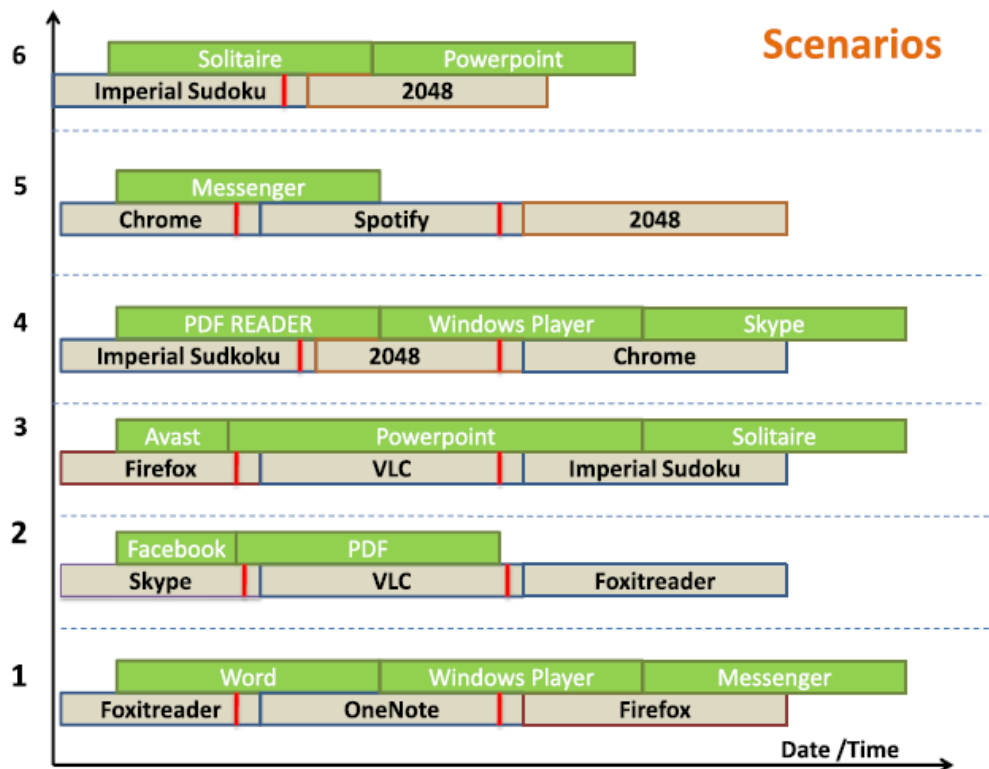 Scenarios
6
Solitaire Powerpoint
Imperial Sudoku 2048
5
Messenger
Chrome Spotify 2048
4
PDF READER Windows Player Skype
Imperial Sudkoku 2048 Chrome
3
Avast Powerpoint Solitaire
Firefox VLC Imperial Sudoku
2
Facebook PDF
Skype VLC Foxitreader
1
Word Windows Player Messenger
Foxitreader OneNote Firefox
Date /Time